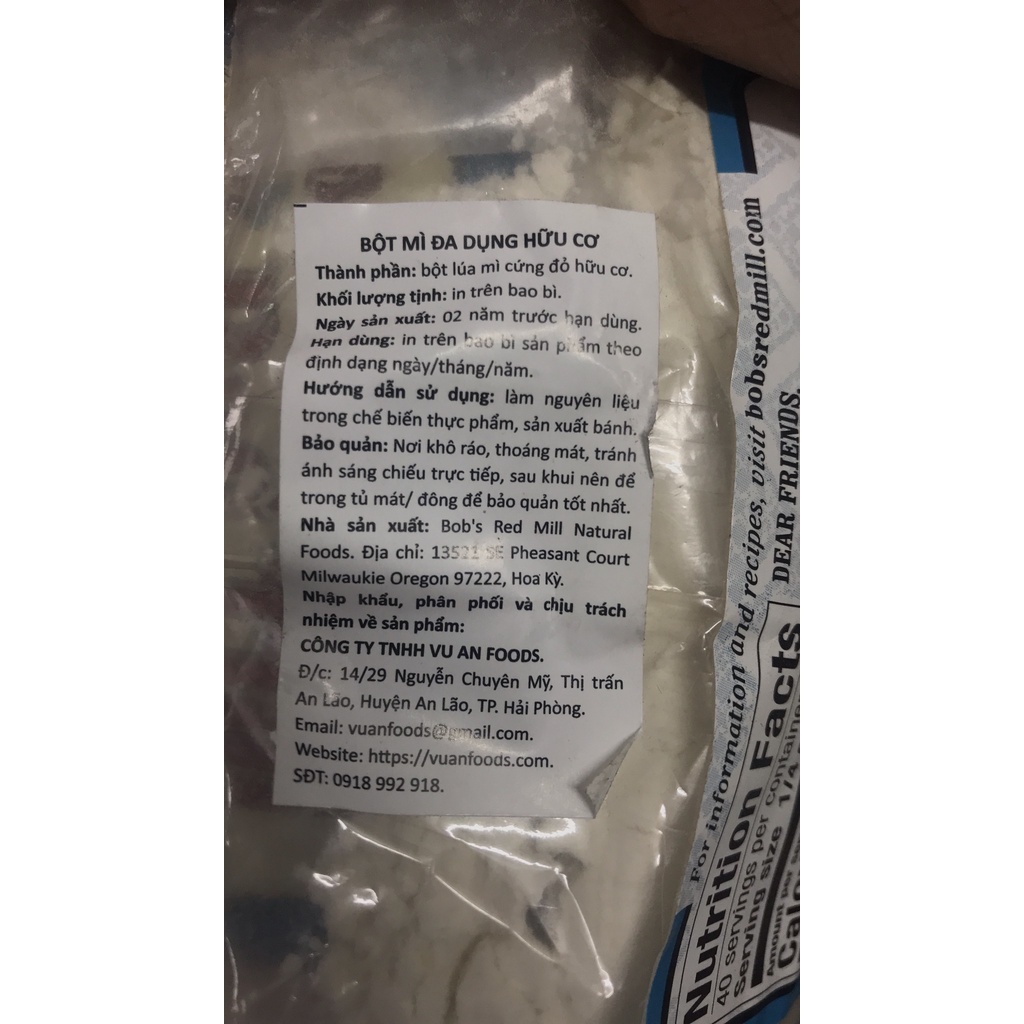 BỘT MÌ ĐA DỤNG HỮU CƠ
Thành phần: bột lúa mì cứng đỏ hữu cơ.
Khối lượng tịnh: in trên bao bì.
Ngày sản xuất: 02 năm trước hạn dùng.
Hạn dùng: in trên bao bì sản phẩm theo
định dạng ngày/tháng/năm.
Hướng dẫn sử dụng: làm nguyên liệu
trong chế biến thực phẩm, sản xuất bánh.
Bảo quản: Nơi khô ráo, thoáng mát, tránh
ánh sáng chiếu trực tiếp, sau khui nên để
trong tủ mát/ đông để bảo quản tốt nhất.
Nhà sản xuất: Bob's Red Mill Natural
Foods. Địa chỉ: 13521 SE Pheasant Court
Milwaukie Oregon 97222, Hoa Kỳ.
Nhập khẩu, phân phối và chịu trách
nhiệm về sản phẩm:
CÔNG TY TNHH VU AN FOODS.
Đ/c: 14/29 Nguyễn Chuyên Mỹ, Thị trấn
An Lão, Huyện An Lão, TP. Hải Phòng.
Email: vuanfoods@gmail.com.
Website: https://vuanfoods.com.
SĐT: 0918 992 918.
For information and recipes, visit bobsredmill.com
DEAR FRIENDS,
Nutrition Facts
40 servings per container
Serving size 1/4
Amount per